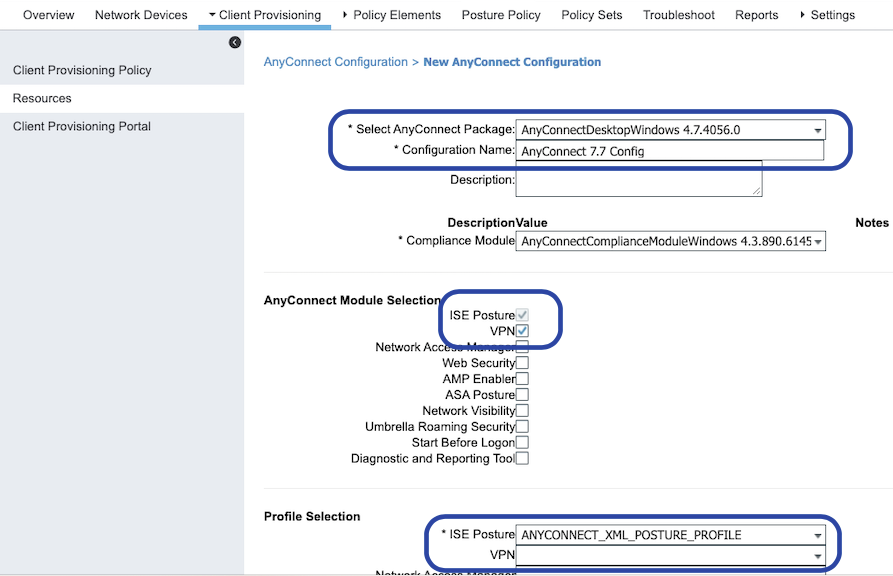 Overview Network Devices Client Provisioning Policy Elements Posture Policy Policy Sets Troubleshoot Reports Settings
Client Provisioning Policy
Resources
Client Provisioning Portal
AnyConnect Configuration > New AnyConnect Configuration
* Select AnyConnect Package: AnyConnectDesktopWindows 4.7.4056.0
* Configuration Name: AnyConnect 7.7 Config
Description:
DescriptionValue Notes
* Compliance Module AnyConnectComplianceModuleWindows 4.3.890.6145
AnyConnect Module Selection
ISE Posture
VPN
Network Access Manager
Web Security
AMP Enabler
ASA Posture
Network Visibility
Umbrella Roaming Security
Start Before Logon
Diagnostic and Reporting Tool
Profile Selection
* ISE Posture ANYCONNECT_XML_POSTURE_PROFILE
VPN
Network Access Manager